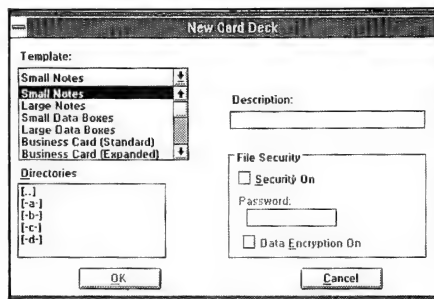 New Card Deck
Template:
Small Notes
Small Notes
Large Notes
Small Data Boxes
Large Data Boxes
Business Card (Standard)
Business Card (Expanded)
Directories
[..]
[-a-]
[-b-]
[-c-]
[-d-]
Description:
File Security
Security On
Password:
Data Encryption On
OK
Cancel